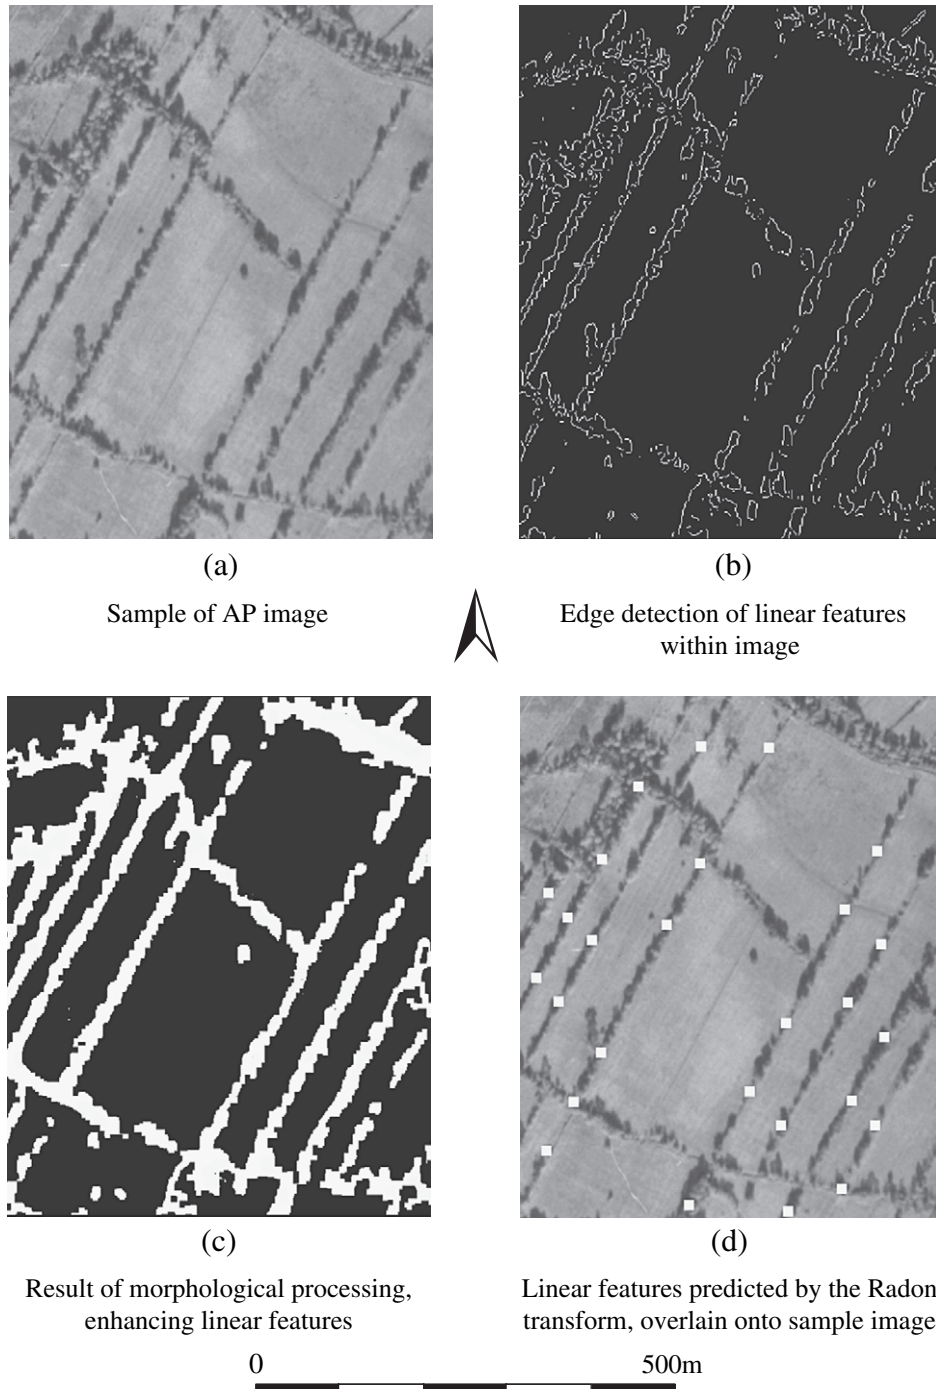 (a)
(b)
Sample of AP image
Edge detection of linear features
within image
(c)
(d)
Result of morphological processing,
enhancing linear features
Linear features predicted by the Radon
transform, overlain onto sample image
0
500m